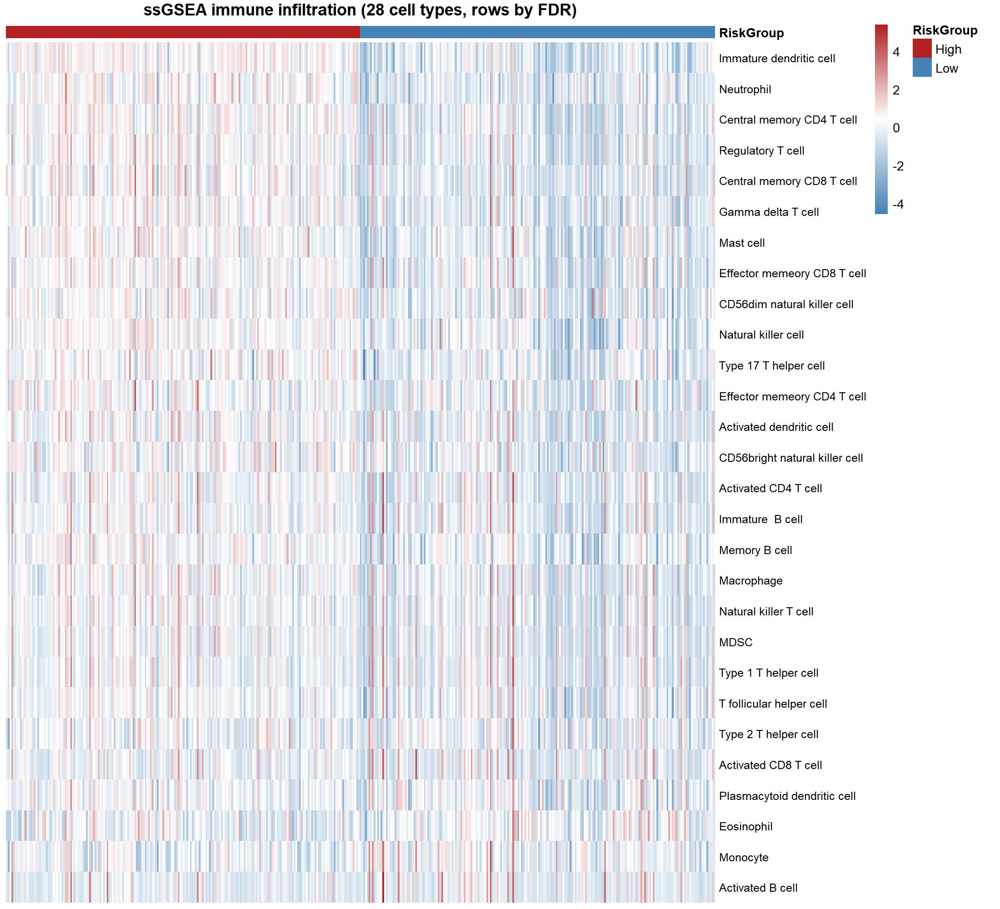 ssGSEA immune infiltration (28 cell types, rows by FDR)
RiskGroup
Immature dendritic cell
Neutrophil
Central memory CD4 T cell
Regulatory T cell
Central memory CD8 T cell
Gamma delta T cell
Mast cell
Effector memeory CD8 T cell
CD56dim natural killer cell
Natural killer cell
Type 17 T helper cell
Effector memeory CD4 T cell
Activated dendritic cell
CD56bright natural killer cell
Activated CD4 T cell
Immature  B cell
Memory B cell
Macrophage
Natural killer T cell
MDSC
Type 1 T helper cell
T follicular helper cell
Type 2 T helper cell
Activated CD8 T cell
Plasmacytoid dendritic cell
Eosinophil
Monocyte
Activated B cell
4
2
0
-2
-4
RiskGroup
High
Low